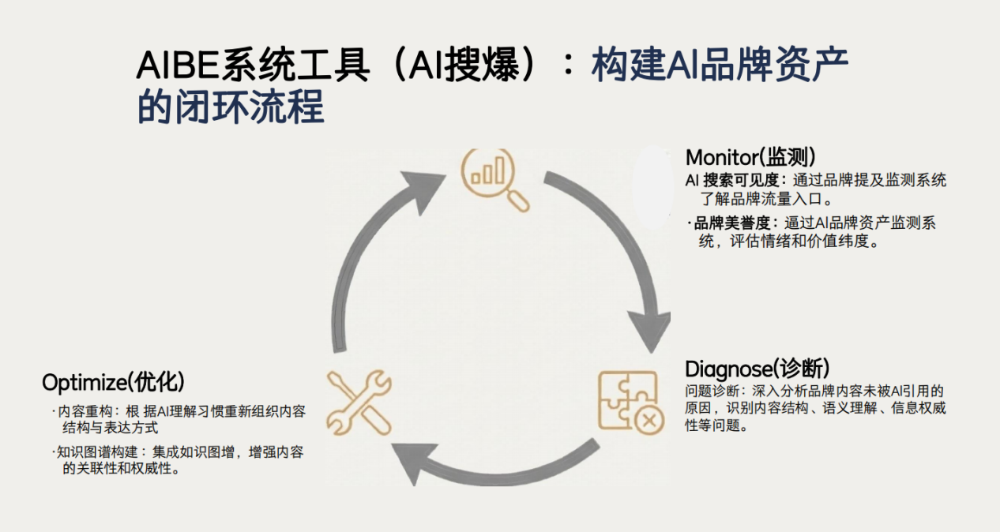 AIBE系统工具（AI搜爆）：构建AI品牌资产
的闭环流程
Monitor(监测)
AI 搜索可见度：通过品牌提及监测系统
了解品牌流量入口。
·品牌美誉度：逼过AI品牌资产监测系
统，评估情绪和价值纬度。
Diagnose(诊断)
问题诊断：深入分析品牌内容未被AI引用的
原因，识别内容结构、语义理解、信息权威
性等问题。
Optimize(优化)
·内容重构：根 据AI理解习惯重新组织内容
结构与表达方式
·知识图谱构建：集成如识图增，增强内容
的关联性和权威性。